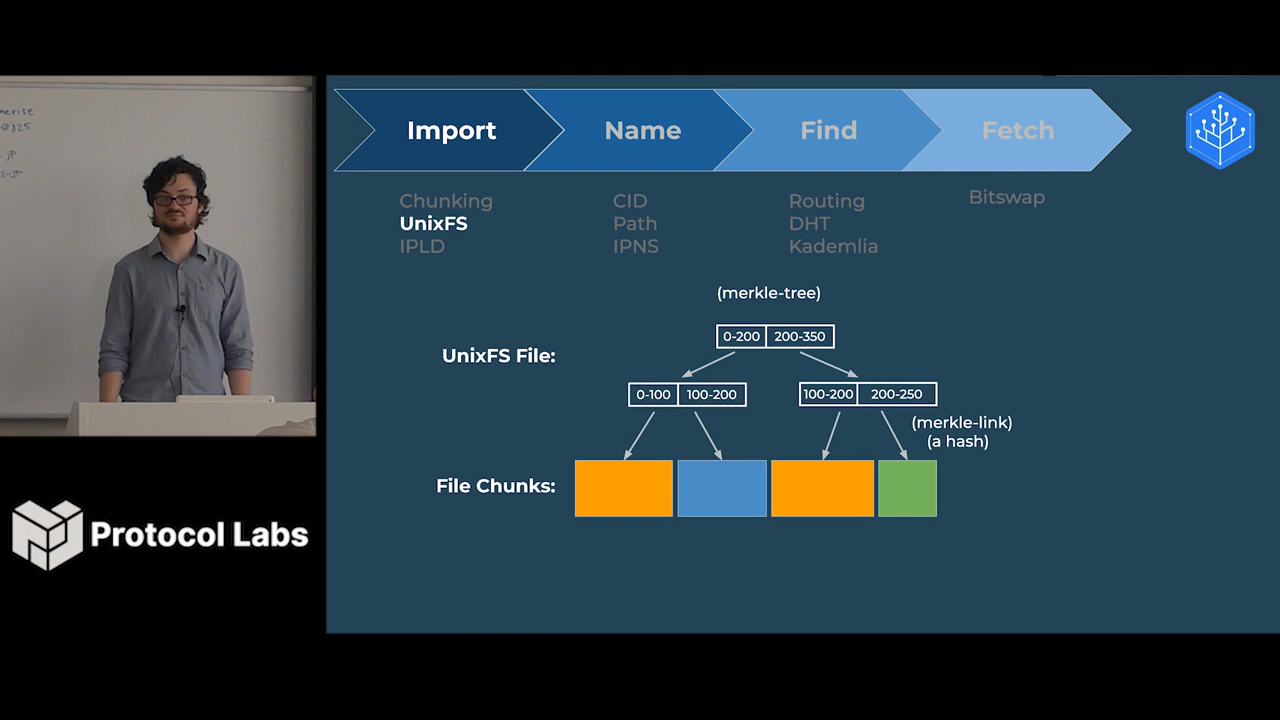 Import
Name
Find
Fetch
Chunking
UnixFS
IPLD
CID
Path
IPNS
Routing
DHT
Kademlia
Bitswap
(merkle-tree)
UnixFS File:
0-200 200-350
0-100 100-200
100-200 200-250
(merkle-link)
(a hash)
File Chunks:
Protocol Labs